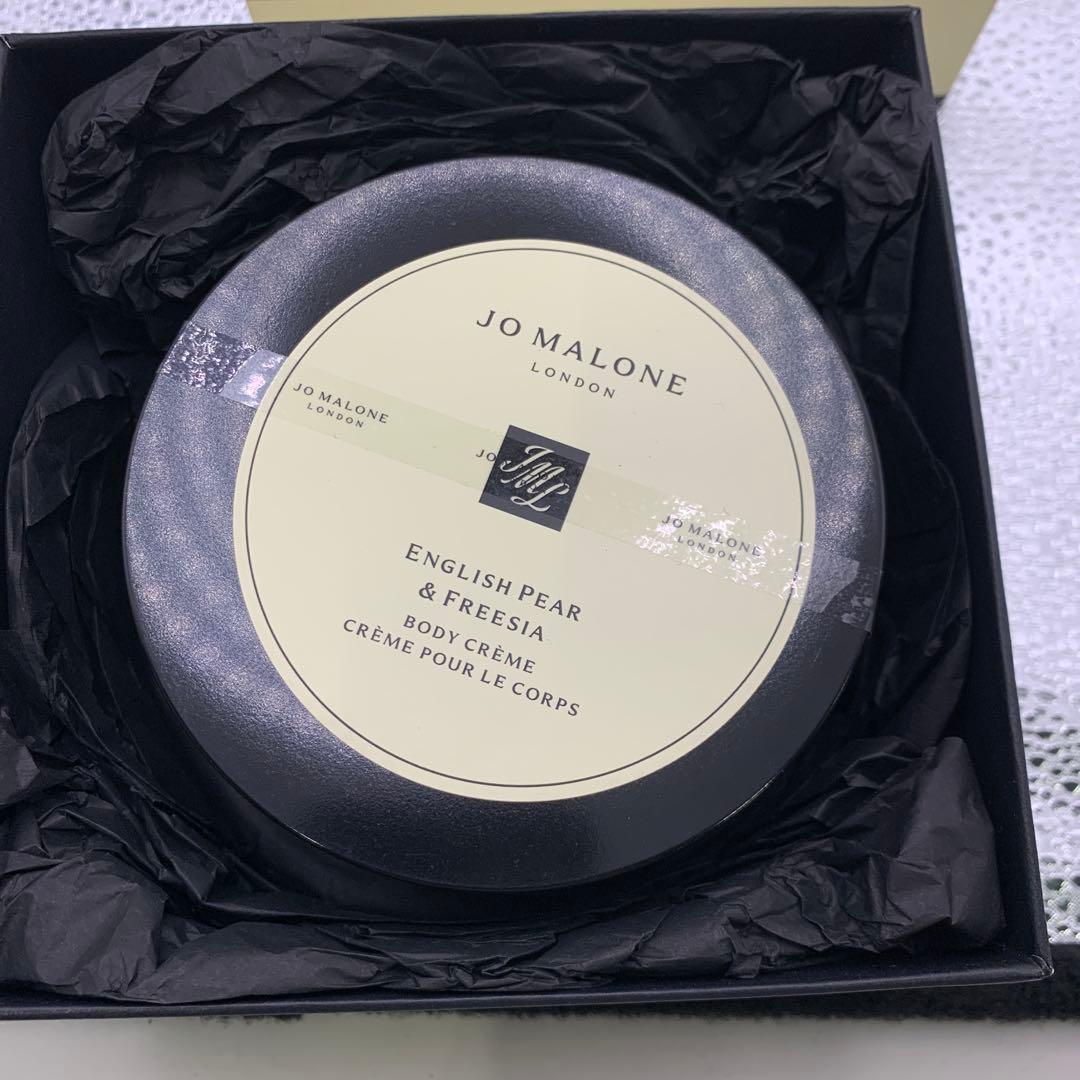 JO MALONE
LONDON
JO MALONE
LONDON
JO
JML
JO MALONE
LONDON
ENGLISH PEAR
& FREESIA
BODY CRÈME
CRÈME POUR LE CORPS